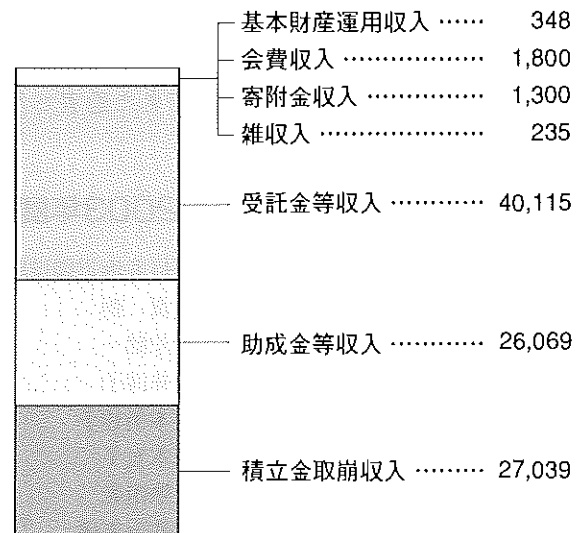 基本財産運用収入 …… 348
会費収入 ……………… 1,800
寄附金収入 …………… 1,300
雑収入 ………………… 235
受託金等収入 ………… 40,115
助成金等収入 ………… 26,069
積立金取崩収入 ……… 27,039